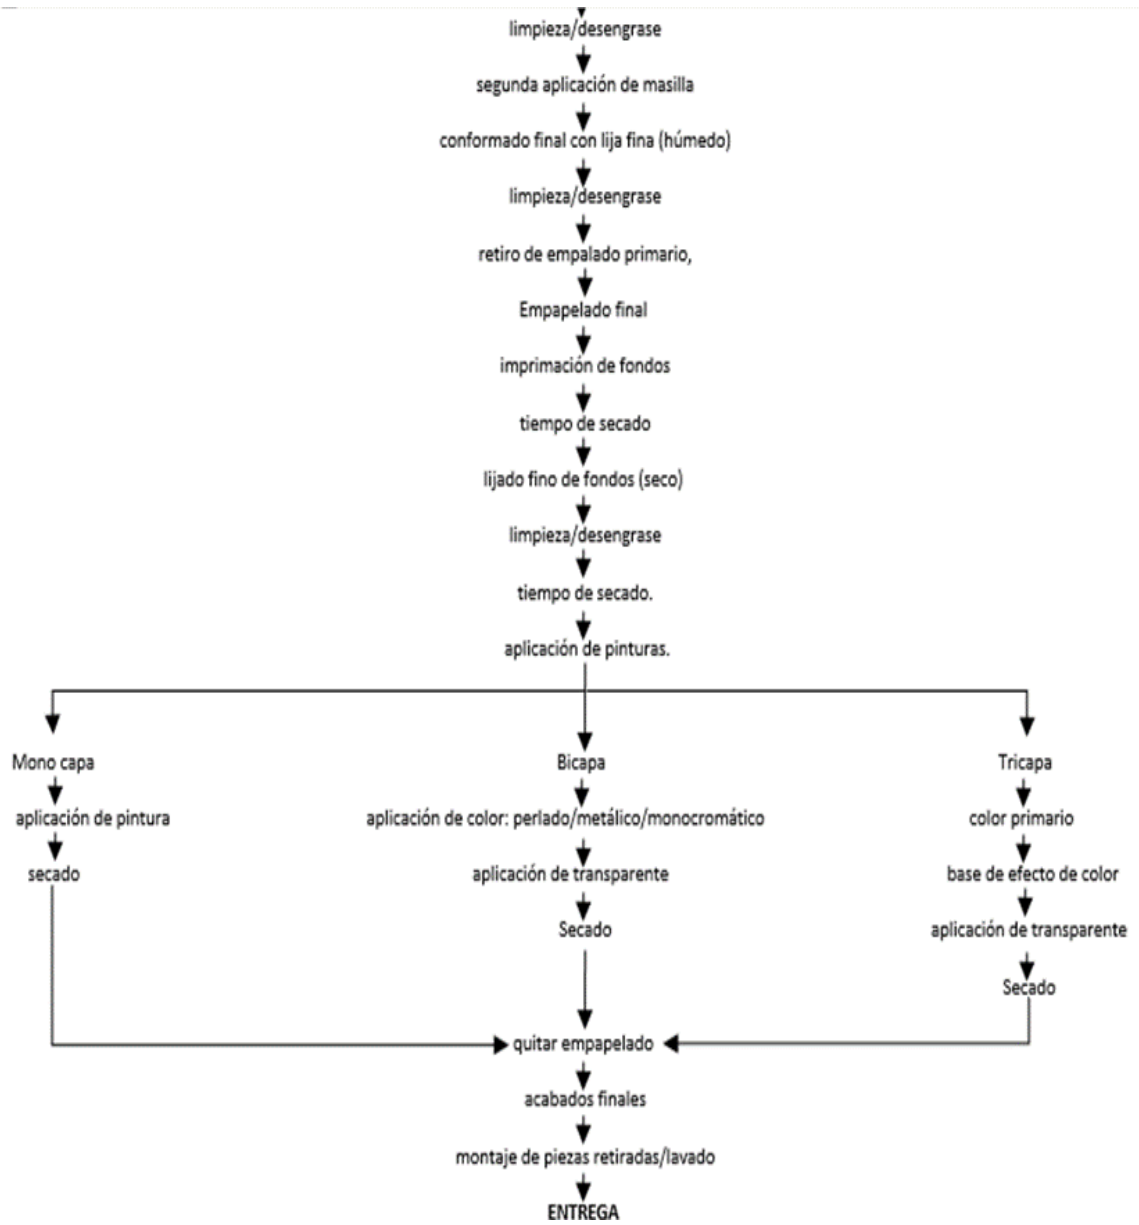 limpieza/desengrase
segunda aplicación de masilla
conformado final con lija fina (húmedo)
limpieza/desengrase
retiro de empalado primario,
Empapelado final
imprimación de fondos
tiempo de secado
lijado fino de fondos (seco)
limpieza/desengrase
tiempo de secado.
aplicación de pinturas.
Mono capa
aplicación de pintura
secado
Bicapa
aplicación de color: perlado/metálico/monocromático
aplicación de transparente
Secado
Tricapa
color primario
base de efecto de color
aplicación de transparente
Secado
quitar empapelado
acabados finales
montaje de piezas retiradas/lavado
ENTREGA